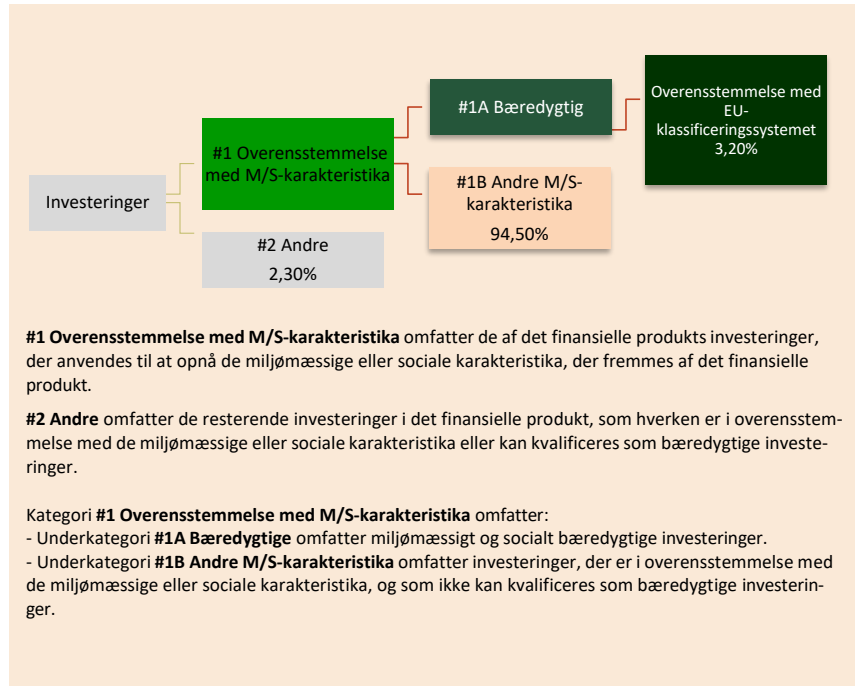 Investeringer
#1 Overensstemmelse
med M/S-karakteristika
#2 Andre
2,30%
#1A Bæredygtig
#1B Andre M/S-
karakteristika
94,50%
Overensstemmelse med
EU-
klassificeringssystemet
3,20%
#1 Overensstemmelse med M/S-karakteristika omfatter de af det finansielle produkts investeringer,
der anvendes til at opnå de miljømæssige eller sociale karakteristika, der fremmes af det finansielle
produkt.
#2 Andre omfatter de resterende investeringer i det finansielle produkt, som hverken er i overensstem-
melse med de miljømæssige eller sociale karakteristika eller kan kvalificeres som bæredygtige investe-
ringer.
Kategori #1 Overensstemmelse med M/S-karakteristika omfatter:
- Underkategori #1A Bæredygtige omfatter miljømæssigt og socialt bæredygtige investeringer.
- Underkategori #1B Andre M/S-karakteristika omfatter investeringer, der er i overensstemmelse med
de miljømæssige eller sociale karakteristika, og som ikke kan kvalificeres som bæredygtige investerin-
ger.